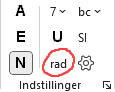 A 7 bc
E U SI
N rad
Indstillinger